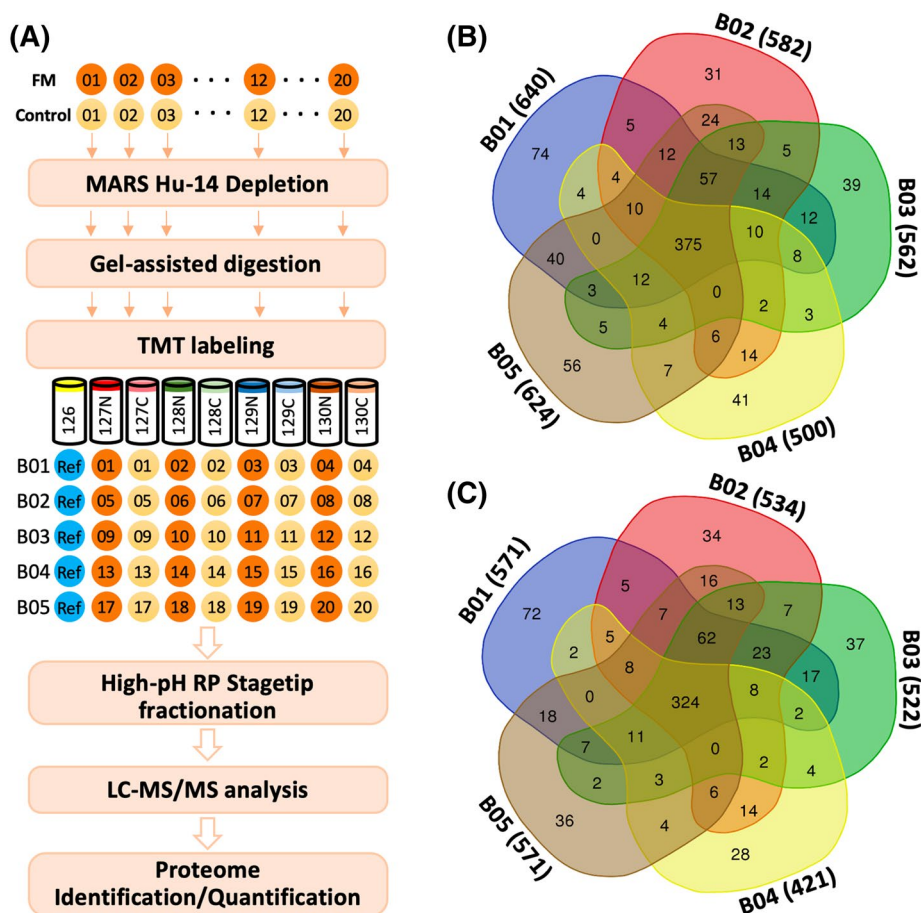 (A)
FM 01 02 03 · · · 12 · · · 20
Control 01 02 03 · · · 12 · · · 20
MARS Hu-14 Depletion
Gel-assisted digestion
TMT labeling
126 127N 127C 128N 128C 129N 129C 130N 130C
B01 Ref 01 01 02 02 03 03 04 04
B02 Ref 05 05 06 06 07 07 08 08
B03 Ref 09 09 10 10 11 11 12 12
B04 Ref 13 13 14 14 15 15 16 16
B05 Ref 17 17 18 18 19 19 20 20
High-pH RP Stagetip
fractionation
LC-MS/MS analysis
Proteome
Identification/Quantification
(B)
B02 (582)
B01 (640)
B03 (562)
B05 (624)
B04 (500)
31
24
5 13 5
74 12
4 4 57 14 39
10 12
0 375 10
40 8
12
3 0 2 3
5 4 6
56 7 14
41
(C)
B02 (534)
B01 (571)
B03 (522)
B05 (571)
B04 (421)
34
16
5 13 7
72 7
5 62 37
2 23
8 17
0 324 8
18 2
11
7 0 2 4
2 3 6
36 4 14
28